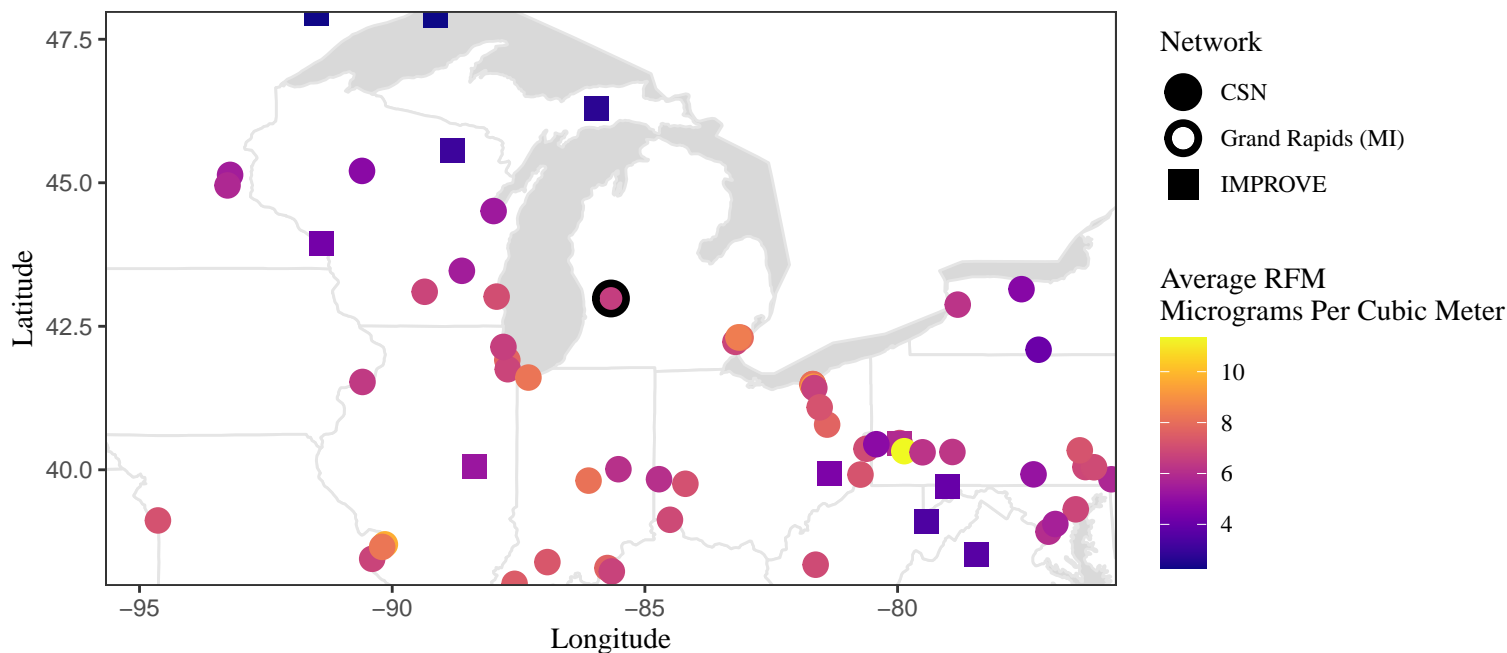 47.5
45.0
42.5
40.0
Latitude
−95
−90
−85
−80
Longitude
Network
CSN
Grand Rapids (MI)
IMPROVE
Average RFM
Micrograms Per Cubic Meter
10
8
6
4